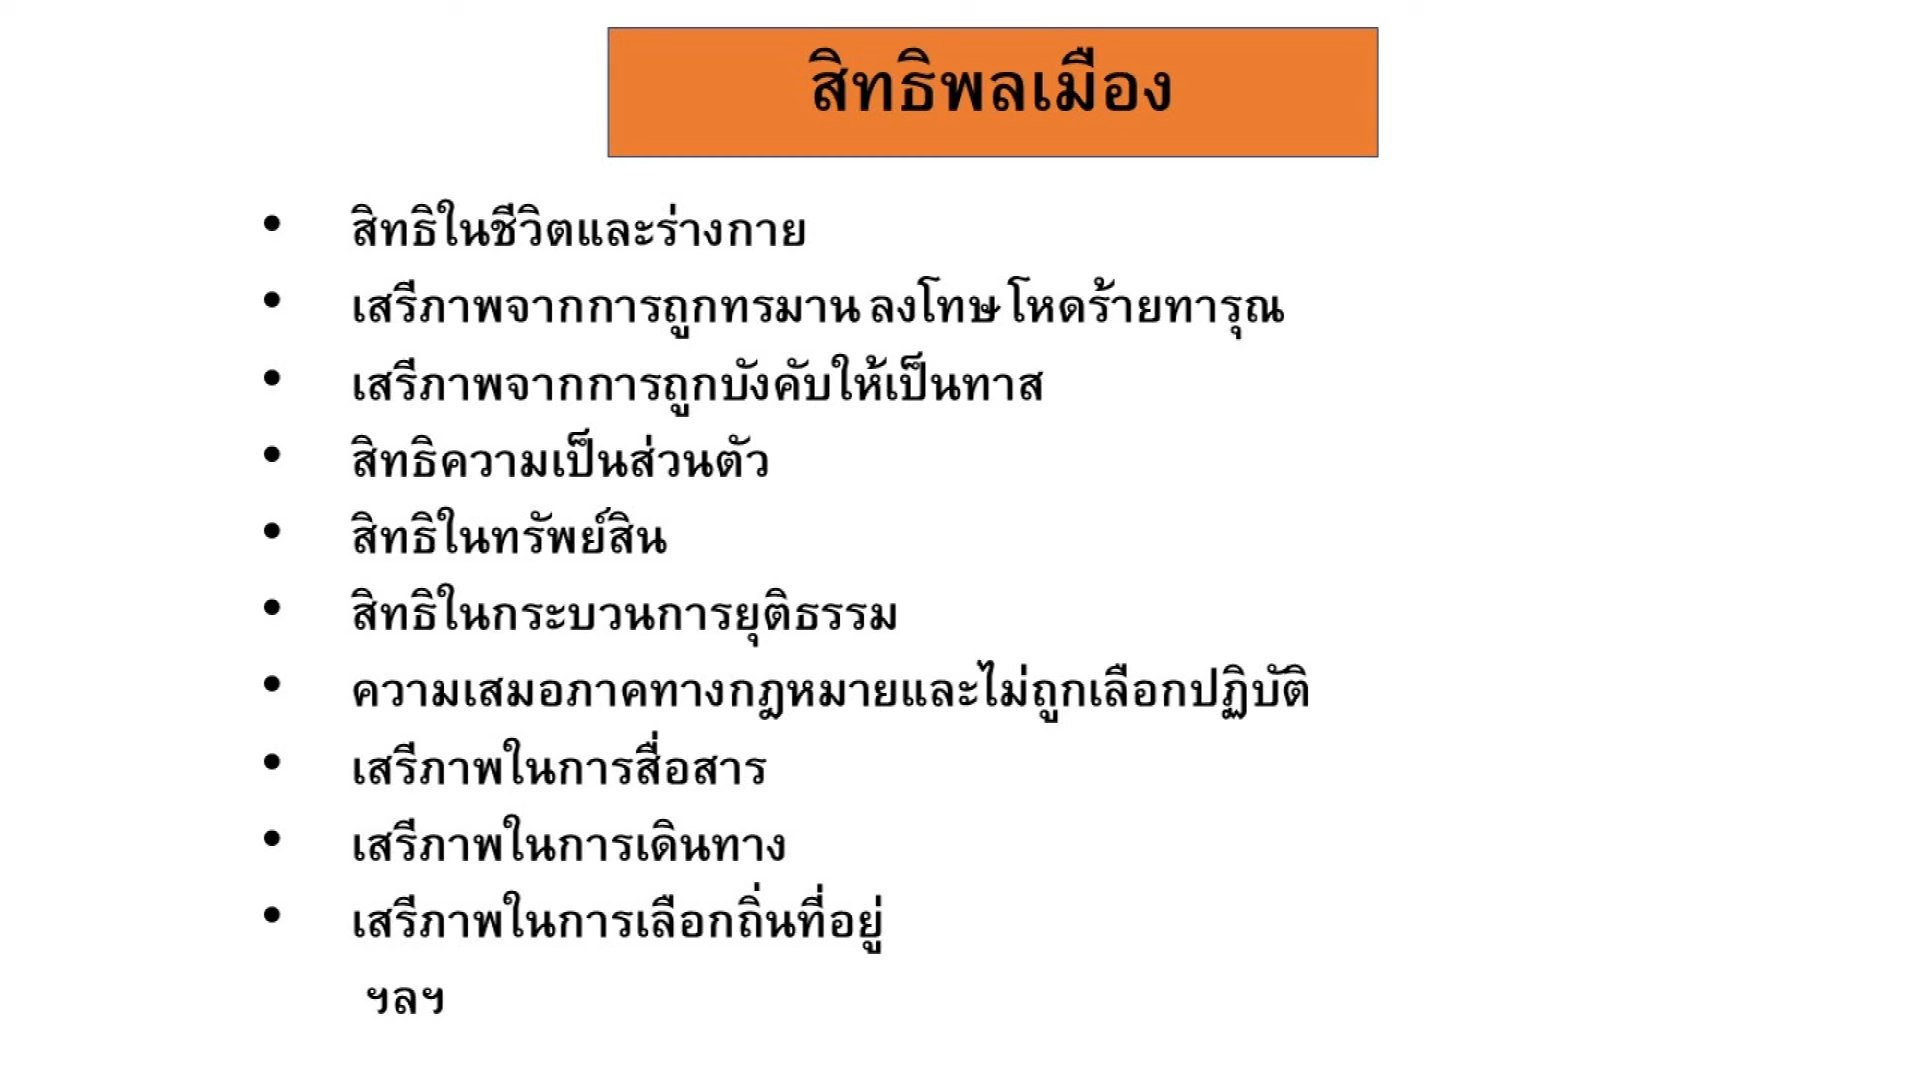 สิทธิพลเมือง
• สิทธิในชีวิตและร่างกาย
• เสรีภาพจากการถูกทรมาน ลงโทษ โหดร้ายทารุณ
• เสรีภาพจากการถูกบังคับให้เป็นทาส
• สิทธิความเป็นส่วนตัว
• สิทธิในทรัพย์สิน
• สิทธิในกระบวนการยุติธรรม
• ความเสมอภาคทางกฎหมายและไม่ถูกเลือกปฏิบัติ
• เสรีภาพในการสื่อสาร
• เสรีภาพในการเดินทาง
• เสรีภาพในการเลือกถิ่นที่อยู่
ฯลฯ